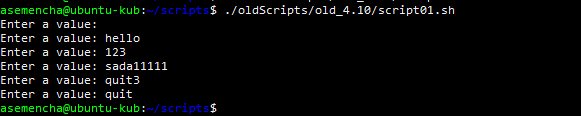 asemencha@ubuntu-kub:~/scripts$ ./oldScripts/old_4.10/script01.sh
Enter a value:
Enter a value: hello
Enter a value: 123
Enter a value: sada11111
Enter a value: quit3
Enter a value: quit
asemencha@ubuntu-kub:~/scripts$